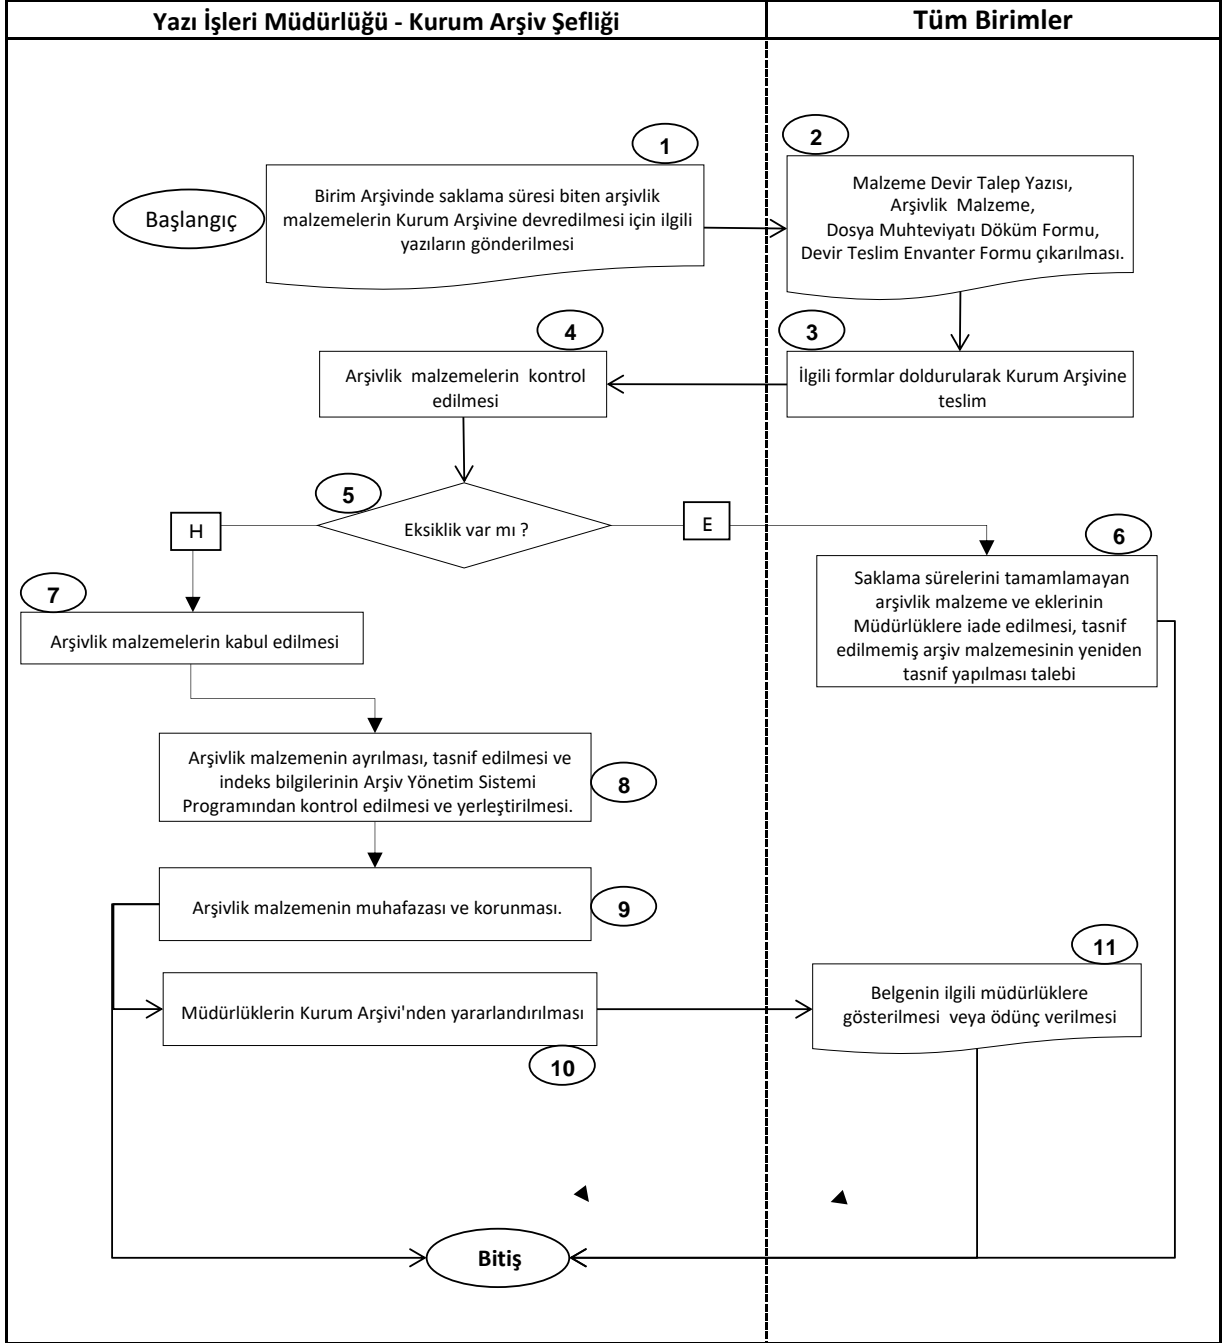 Yazı İşleri Müdürlüğü - Kurum Arşiv Şefliği
Tüm Birimler
Başlangıç
1
Birim Arşivinde saklama süresi biten arşivlik
malzemelerin Kurum Arşivine devredilmesi için ilgili
yazıların gönderilmesi
2
Malzeme Devir Talep Yazısı,
Arşivlik Malzeme,
Dosya Muhteviyatı Döküm Formu,
Devir Teslim Envanter Formu çıkarılması.
3
İlgili formlar doldurularak Kurum Arşivine
teslim
4
Arşivlik malzemelerin kontrol
edilmesi
5
Eksiklik var mı ?
H
E
6
Saklama sürelerini tamamlamayan
arşivlik malzeme ve eklerinin
Müdürlüklere iade edilmesi, tasnif
edilmemiş arşiv malzemesinin yeniden
tasnif yapılması talebi
7
Arşivlik malzemelerin kabul edilmesi
Arşivlik malzemenin ayrılması, tasnif edilmesi ve
indeks bilgilerinin Arşiv Yönetim Sistemi
Programından kontrol edilmesi ve yerleştirilmesi.
8
Arşivlik malzemenin muhafazası ve korunması.
9
Müdürlüklerin Kurum Arşivi'nden yararlandırılması
10
11
Belgenin ilgili müdürlüklere
gösterilmesi veya ödünç verilmesi
Bitiş